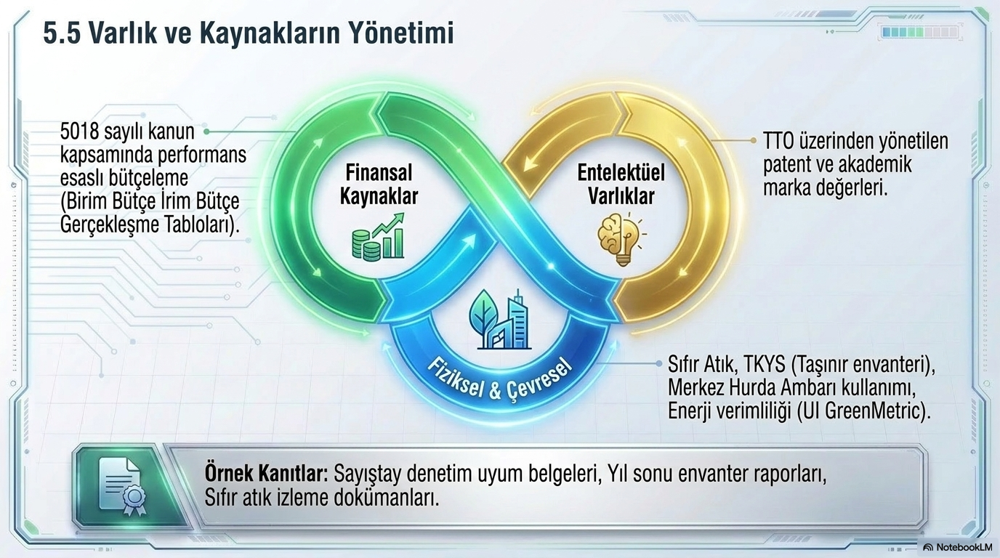 5.5 Varlık ve Kaynakların Yönetimi
5018 sayılı kanun
kapsamında performans
esaslı bütçeleme
(Birim Bütçe İrim Bütçe
Gerçekleşme Tabloları).
Finansal
Kaynaklar
Entelektüel
Varlıklar
TTO üzerinden yönetilen
patent ve akademik
marka değerleri.
Fiziksel & Çevresel
Sıfır Atık, TKYS (Taşınır envanteri),
Merkez Hurda Ambarı kullanımı,
Enerji verimliliği (UI GreenMetric).
Örnek Kanıtlar: Sayıştay denetim uyum belgeleri, Yıl sonu envanter raporları,
Sıfır atık izleme dokümanları.
NotebookLM